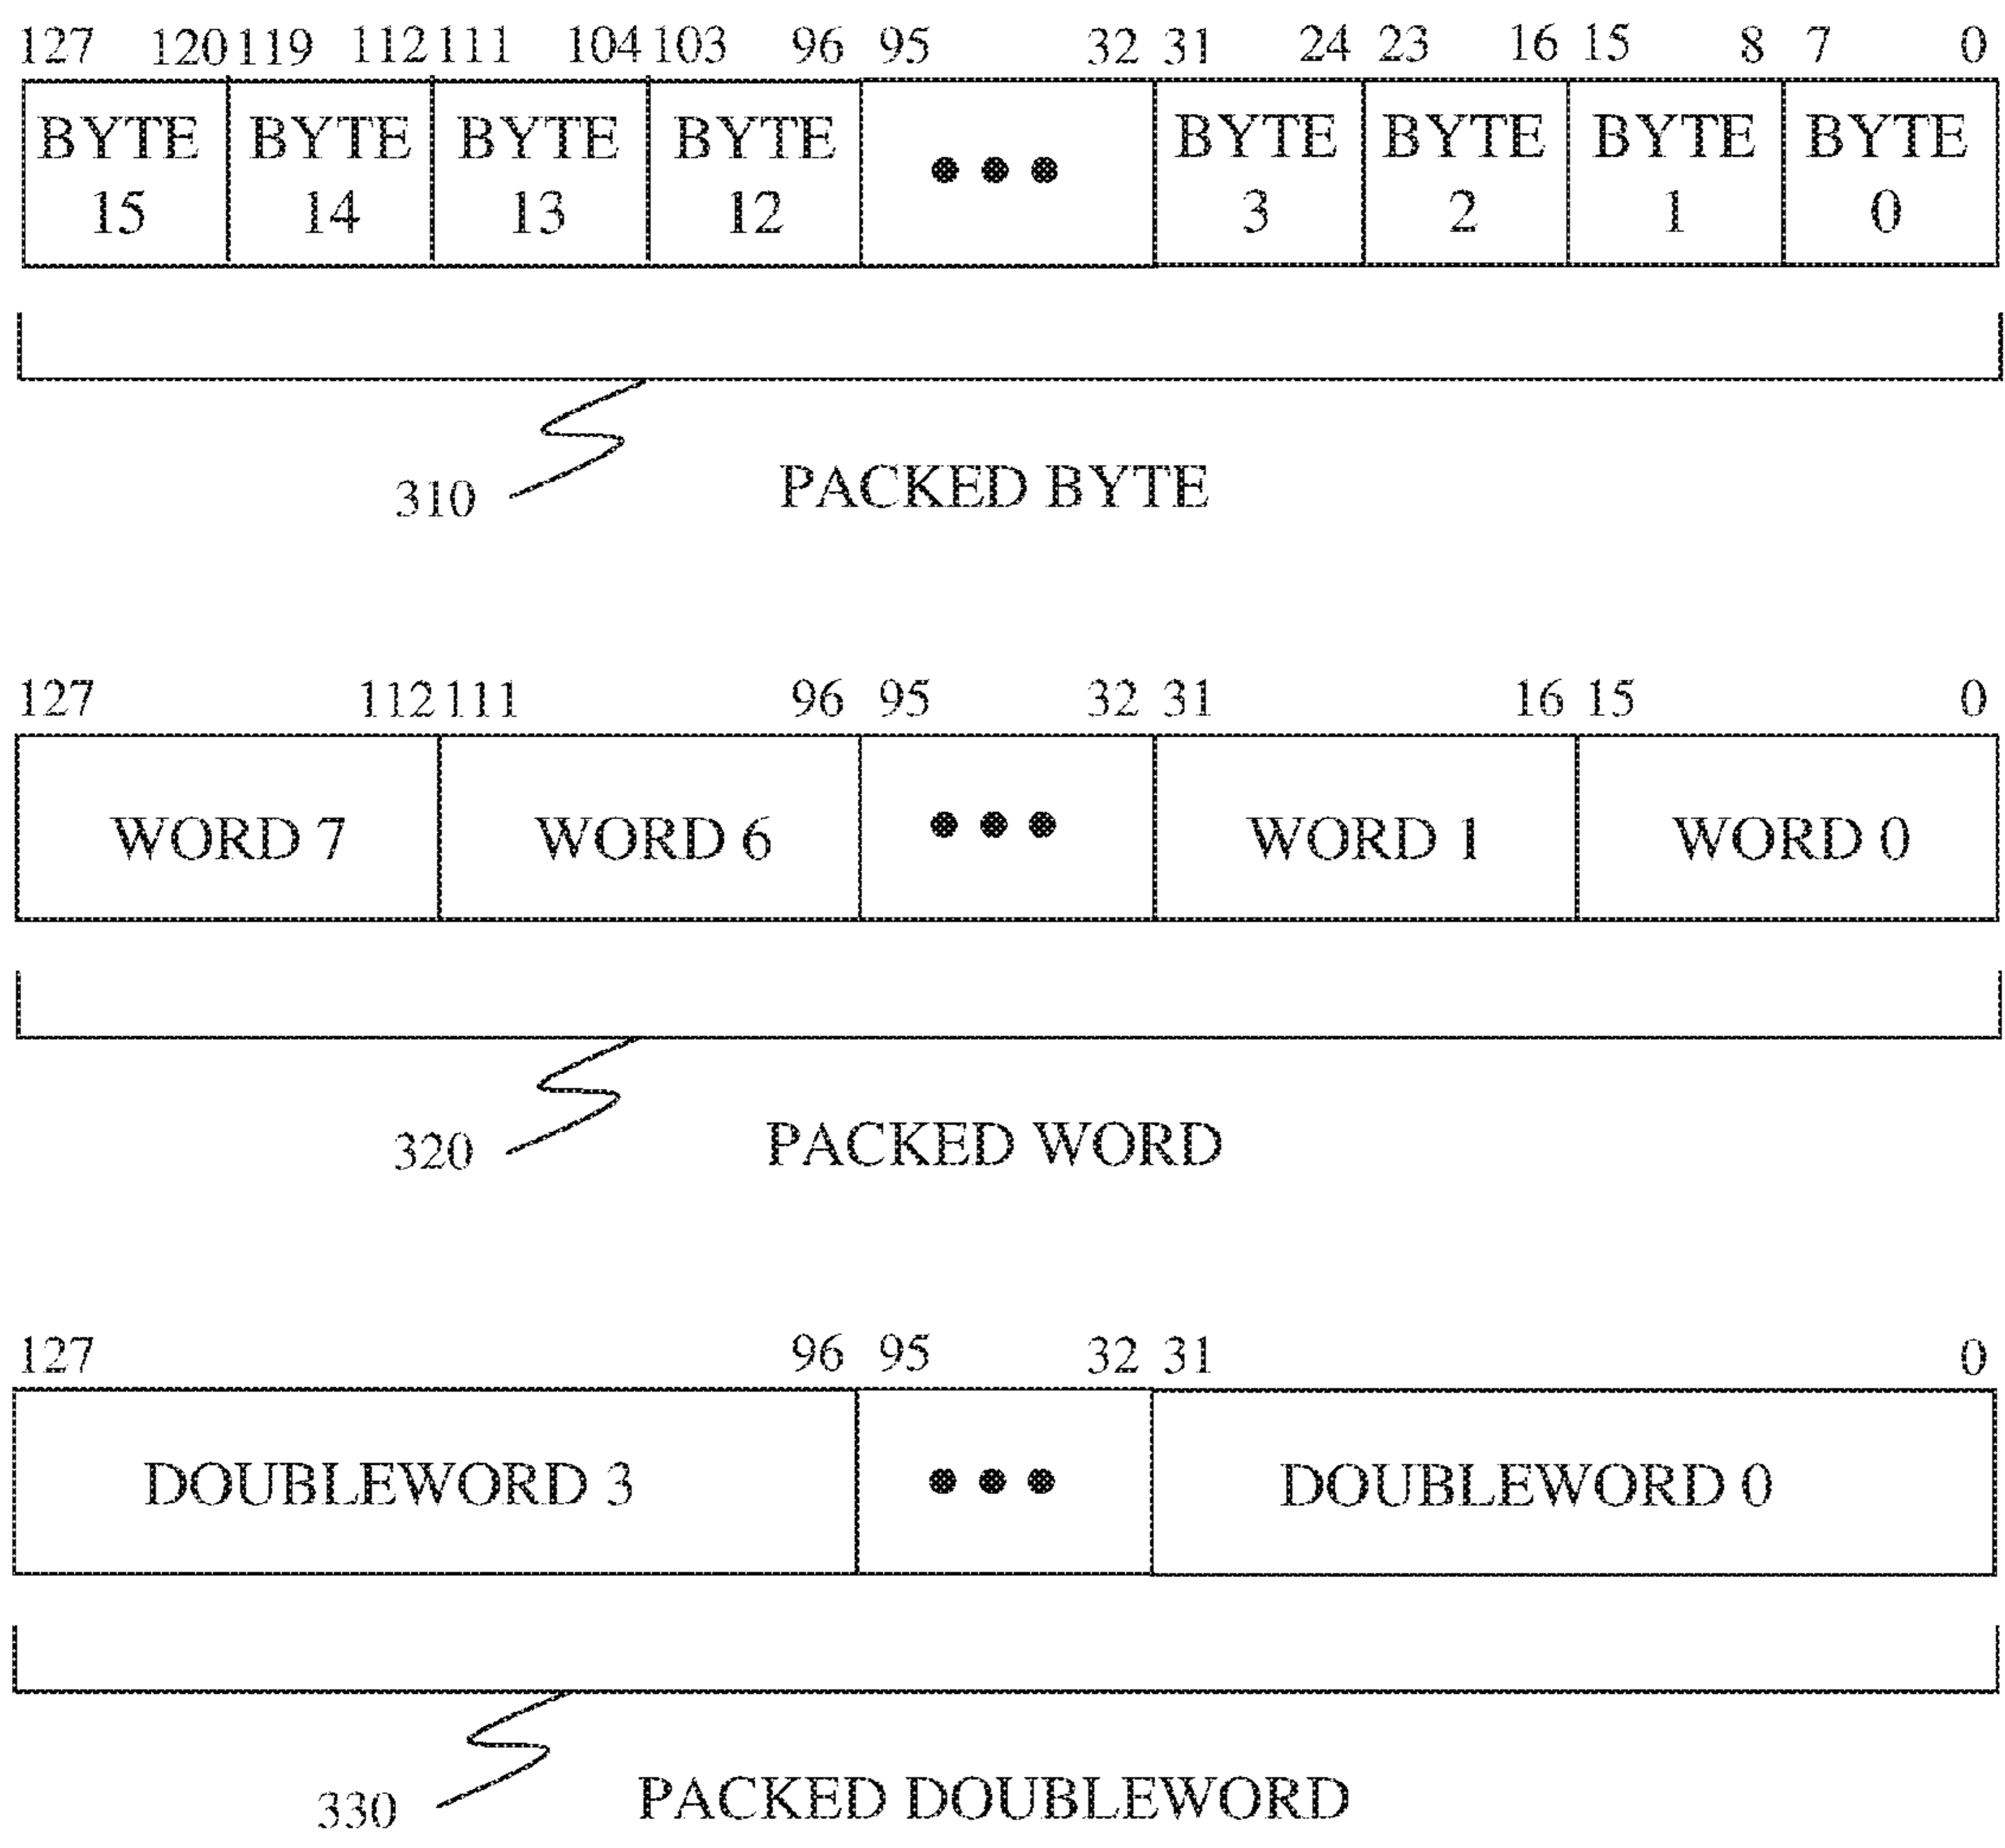 127 120 119 112 111 104 103 96 95 32 31 24 23 16 15 8 7 0
BYTE BYTE BYTE BYTE BYTE BYTE BYTE BYTE
15 14 13 12 ••• 3 2 1 0
310 PACKED BYTE
127 112 111 96 95 32 31 16 15 0
WORD 7 WORD 6 ••• WORD 1 WORD 0
320 PACKED WORD
127 96 95 32 31 0
DOUBLEWORD 3 ••• DOUBLEWORD 0
330 PACKED DOUBLEWORD